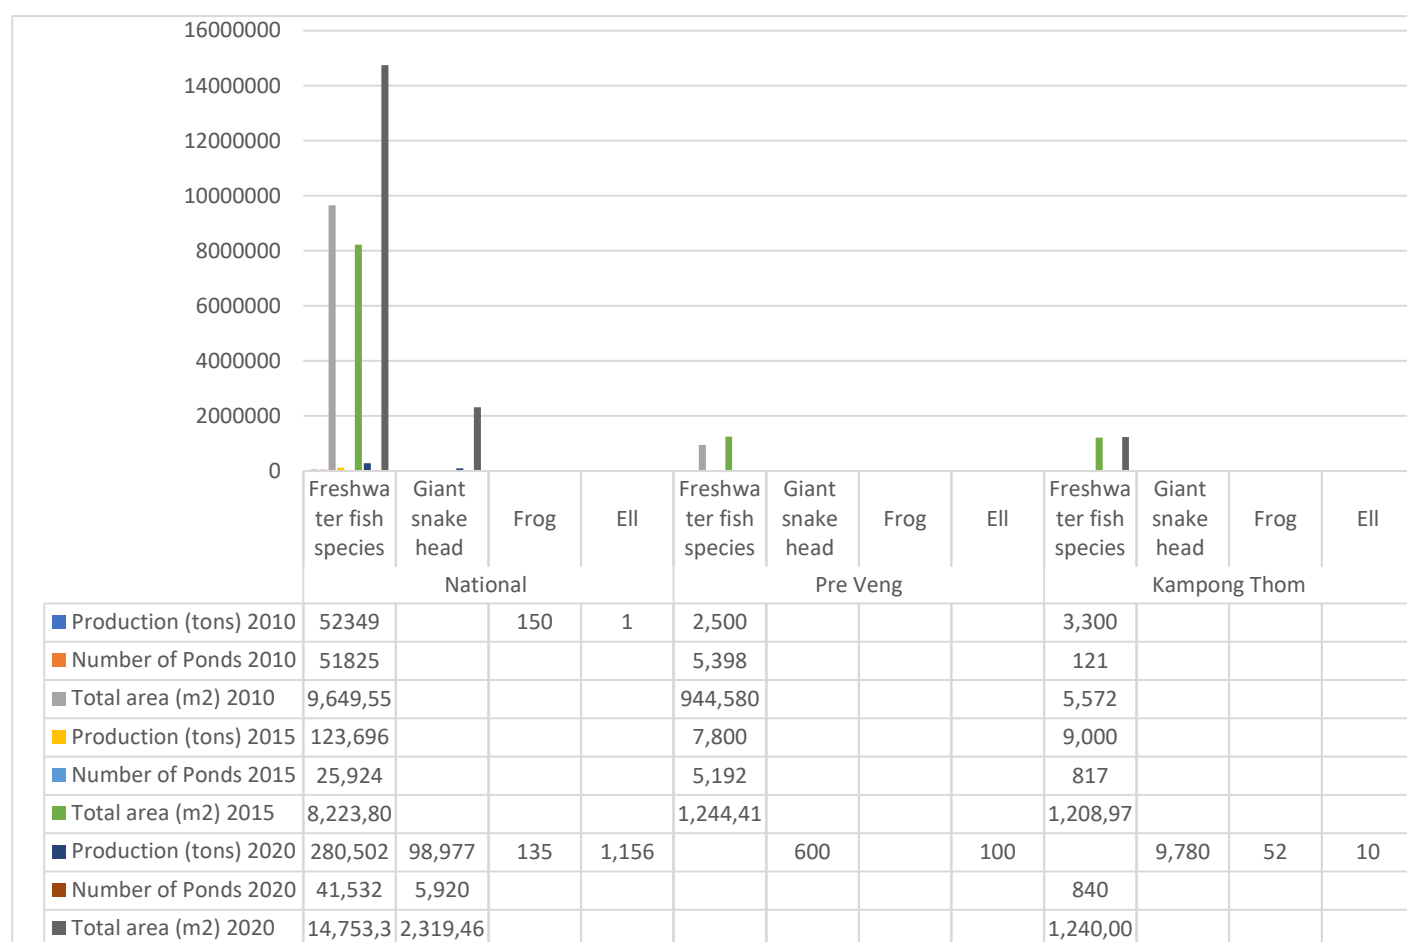 16000000
14000000
12000000
10000000
8000000
6000000
4000000
2000000
0
Freshwa
ter fish
species
Giant
snake
head
Frog
Ell
Freshwa
ter fish
species
Giant
snake
head
Frog
Ell
Freshwa
ter fish
species
Giant
snake
head
Frog
Ell
National Pre Veng Kampong Thom
Production (tons) 2010 52349 150 1 2,500 3,300
Number of Ponds 2010 51825 5,398 121
Total area (m2) 2010 9,649,55 944,580 5,572
Production (tons) 2015 123,696 7,800 9,000
Number of Ponds 2015 25,924 5,192 817
Total area (m2) 2015 8,223,80 1,244,41 1,208,97
Production (tons) 2020 280,502 98,977 135 1,156 600 100 9,780 52 10
Number of Ponds 2020 41,532 5,920 840
Total area (m2) 2020 14,753,3 2,319,46 1,240,00